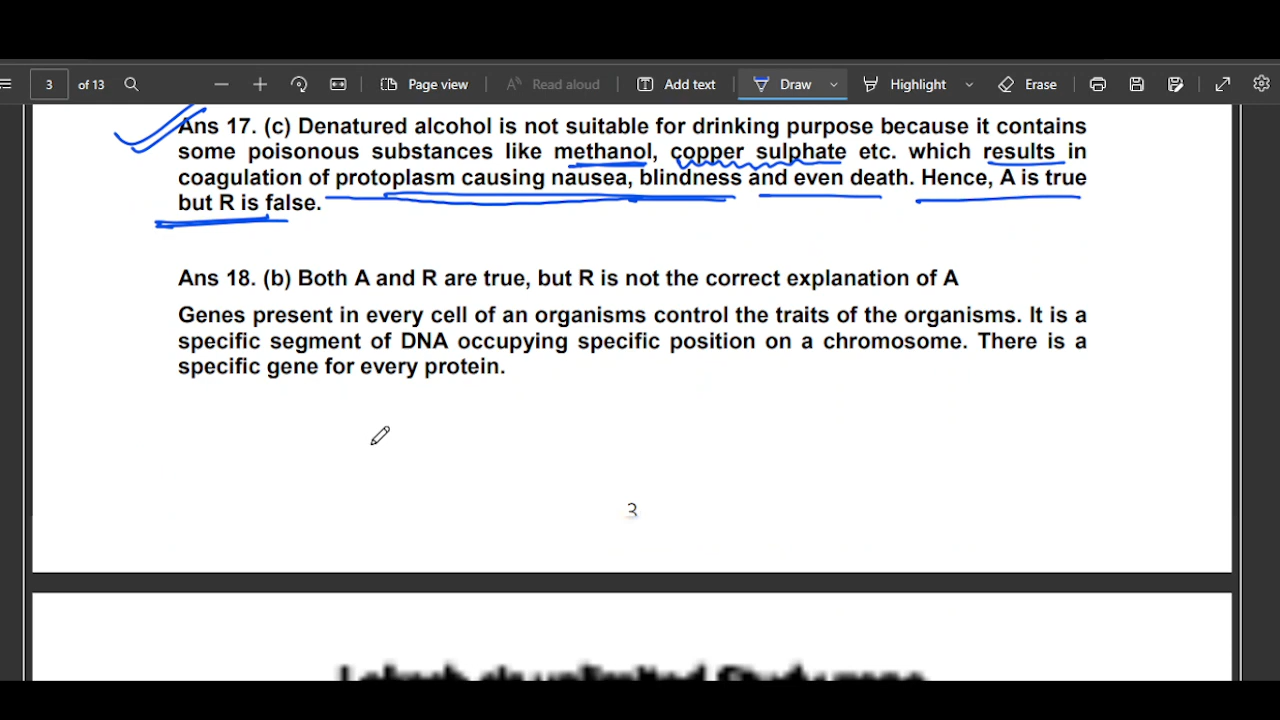 3 of 13 Page view Read aloud Add text Draw Highlight Erase
Ans 17. (c) Denatured alcohol is not suitable for drinking purpose because it contains
some poisonous substances like methanol, copper sulphate etc. which results in
coagulation of protoplasm causing nausea, blindness and even death. Hence, A is true
but R is false.
Ans 18. (b) Both A and R are true, but R is not the correct explanation of A
Genes present in every cell of an organisms control the traits of the organisms. It is a
specific segment of DNA occupying specific position on a chromosome. There is a
specific gene for every protein.
3